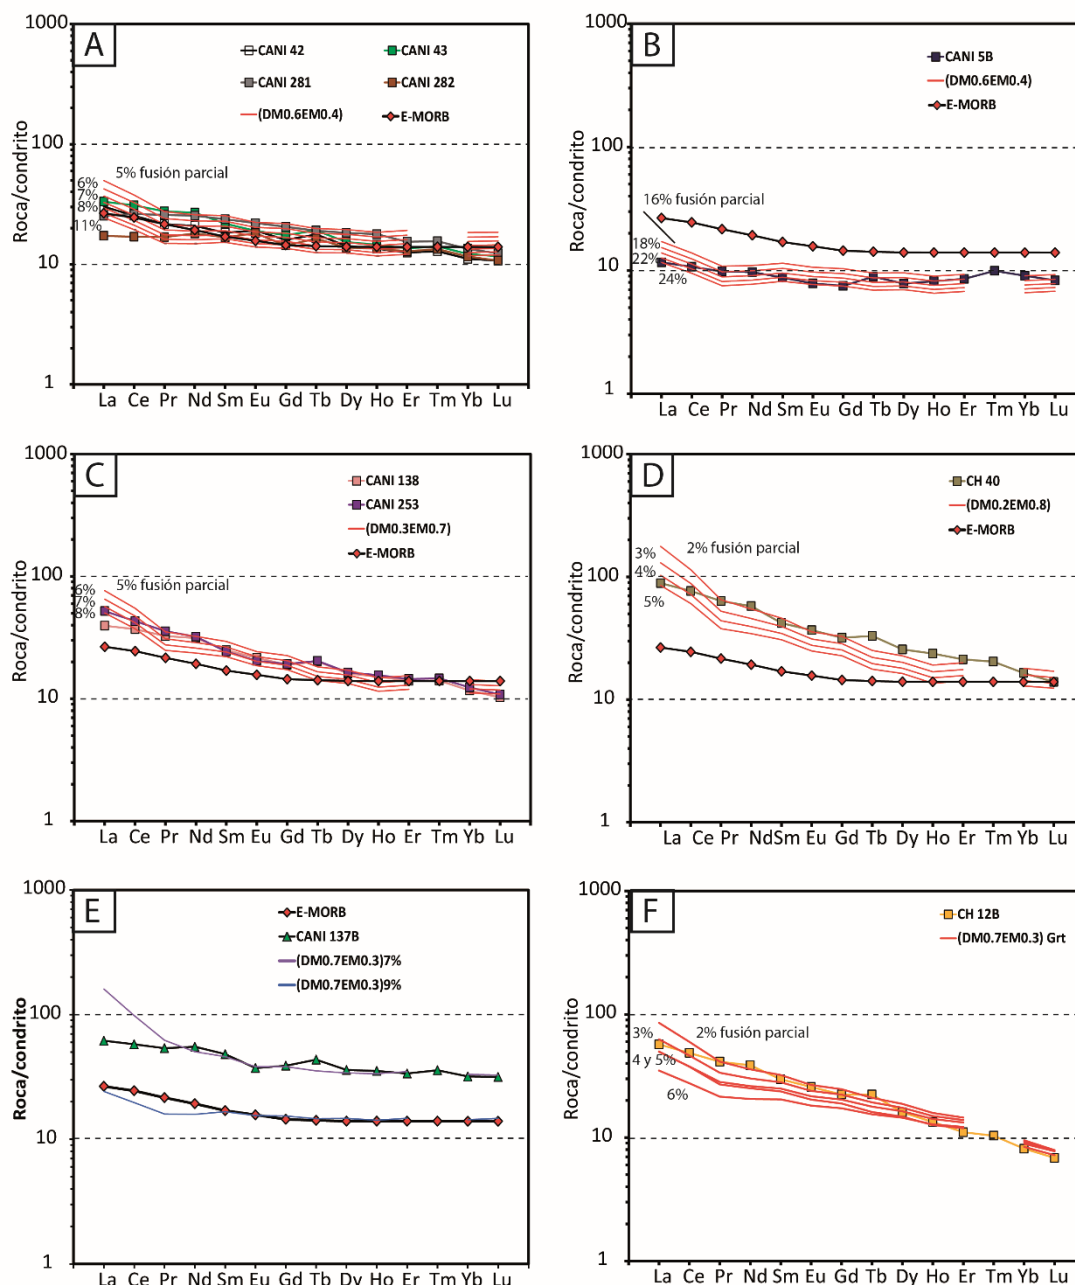 A
Roca/condrito
1000
100
10
1
CANI 42
CANI 43
CANI 281
CANI 282
(DM0.6EM0.4)
E-MORB
5% fusión parcial
6%
7%
8%
11%
La Ce Pr Nd Sm Eu Gd Tb Dy Ho Er Tm Yb Lu
B
Roca/condrito
1000
100
10
1
CANI 5B
(DM0.6EM0.4)
E-MORB
16% fusión parcial
18%
22%
24%
La Ce Pr Nd Sm Eu Gd Tb Dy Ho Er Tm Yb Lu
C
Roca/condrito
1000
100
10
1
CANI 138
CANI 253
(DM0.3EM0.7)
E-MORB
5% fusión parcial
6%
7%
8%
La Ce Pr Nd Sm Eu Gd Tb Dy Ho Er Tm Yb Lu
D
Roca/condrito
1000
100
10
1
CH 40
(DM0.2EM0.8)
E-MORB
2% fusión parcial
3%
4%
5%
La Ce Pr Nd Sm Eu Gd Tb Dy Ho Er Tm Yb Lu
E
Roca/condrito
1000
100
10
1
E-MORB
CANI 137B
(DM0.7EM0.3)7%
(DM0.7EM0.3)9%
La Ce Pr Nd Sm Eu Gd Tb Dy Ho Er Tm Yb Lu
F
Roca/condrito
1000
100
10
1
CH 12B
(DM0.7EM0.3) Grt
2% fusión parcial
3%
4 y 5%
6%
La Ce Pr Nd Sm Eu Gd Tb Dy Ho Er Tm Yb Lu